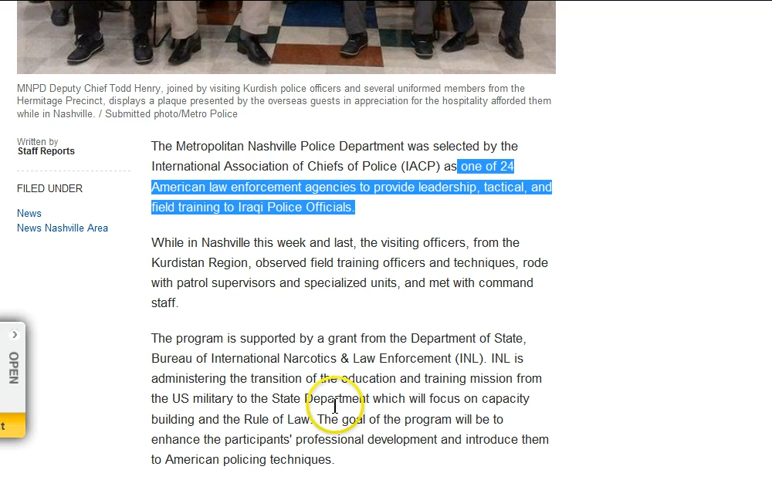 MNPD Deputy Chief Todd Henry, joined by visiting Kurdish police officers and several uniformed members from the
Hermitage Precinct, displays a plaque presented by the overseas guests in appreciation for the hospitality afforded them
while in Nashville. / Submitted photo/Metro Police
Written by
Staff Reports
FILED UNDER
News
News Nashville Area
The Metropolitan Nashville Police Department was selected by the
International Association of Chiefs of Police (IACP) as one of 24
American law enforcement agencies to provide leadership, tactical, and
field training to Iraqi Police Officials.
While in Nashville this week and last, the visiting officers, from the
Kurdistan Region, observed field training officers and techniques, rode
with patrol supervisors and specialized units, and met with command
staff.
The program is supported by a grant from the Department of State,
Bureau of International Narcotics & Law Enforcement (INL). INL is
administering the transition of the education and training mission from
the US military to the State Department which will focus on capacity
building and the Rule of Law. The goal of the program will be to
enhance the participants' professional development and introduce them
to American policing techniques.
OPEN
t